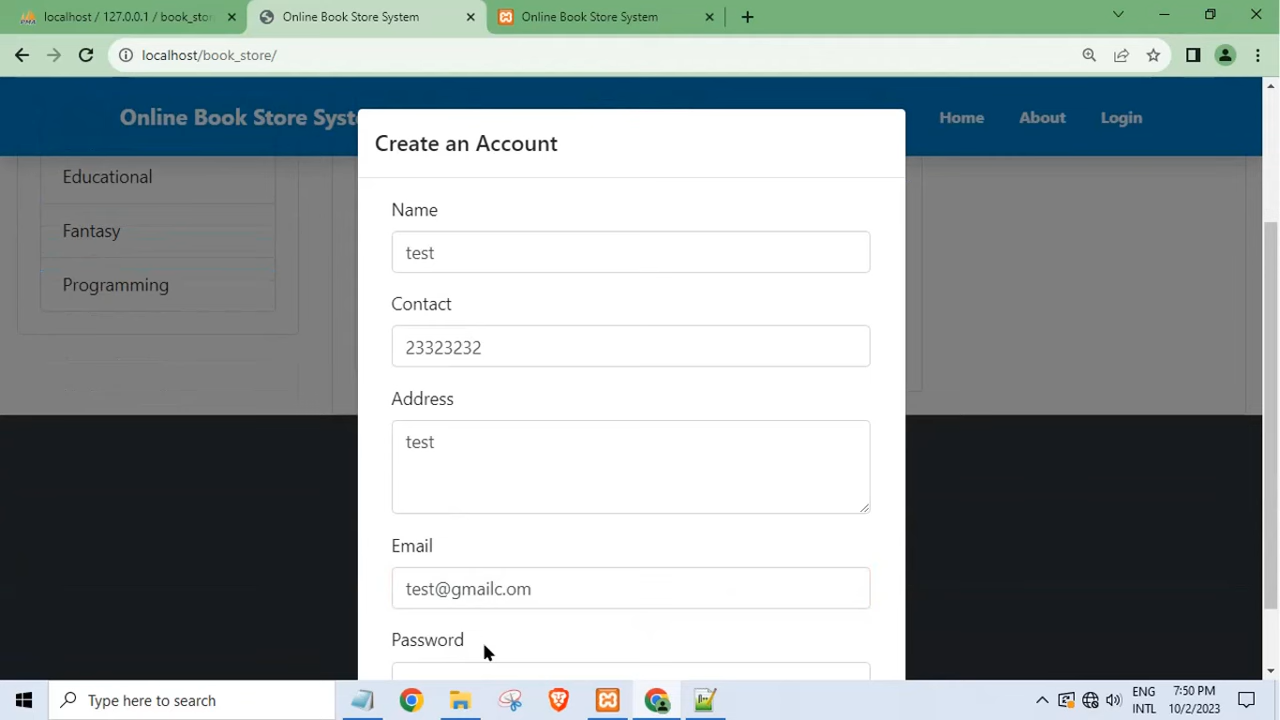 localhost / 127.0.0.1 / book_stor
Online Book Store System
Online Book Store System
localhost/book_store/
Online Book Store Syste
Home
About
Login
Create an Account
Educational
Name
Fantasy
test
Programming
Contact
23323232
Address
test
Email
test@gmailc.om
Password
Type here to search
ENG
INTL
7:50 PM
10/2/2023